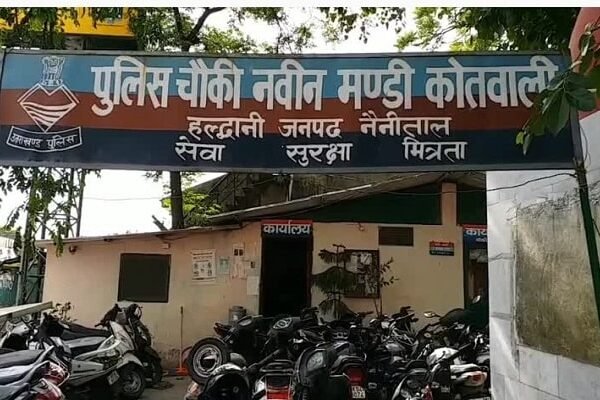 पुलिस चौकी नवीन मण्डी कोतवाली
हल्द्वानी जनपद नैनीताल
सेवा सुरक्षा मित्रता
उत्तराखण्ड पुलिस
कार्यालय